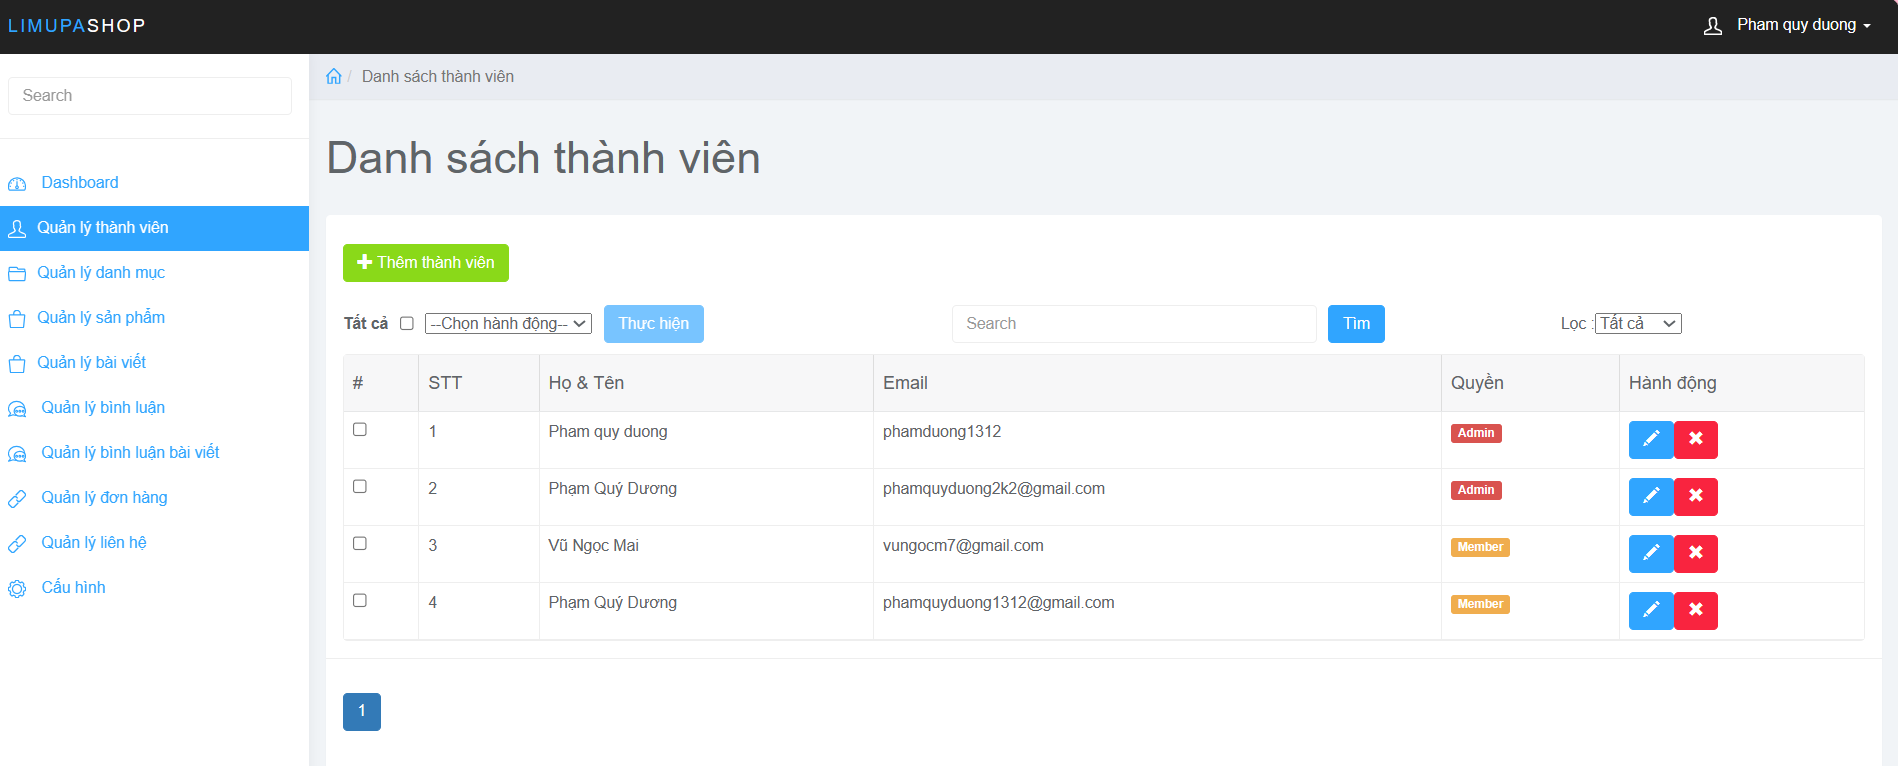 LIMUPASHOP
Pham quy duong
Search
Dashboard
Quản lý thành viên
Quản lý danh mục
Quản lý sản phẩm
Quản lý bài viết
Quản lý bình luận
Quản lý bình luận bài viết
Quản lý đơn hàng
Quản lý liên hệ
Cấu hình
/ Danh sách thành viên
Danh sách thành viên
Thêm thành viên
Tất cả --Chọn hành động-- Thực hiện Search Tìm Lọc : Tất cả
# STT Họ & Tên Email Quyền Hành động
1 Pham quy duong phamduong1312 Admin
2 Phạm Quý Dương phamquyduong2k2@gmail.com Admin
3 Vũ Ngọc Mai vungocm7@gmail.com Member
4 Phạm Quý Dương phamquyduong1312@gmail.com Member
1